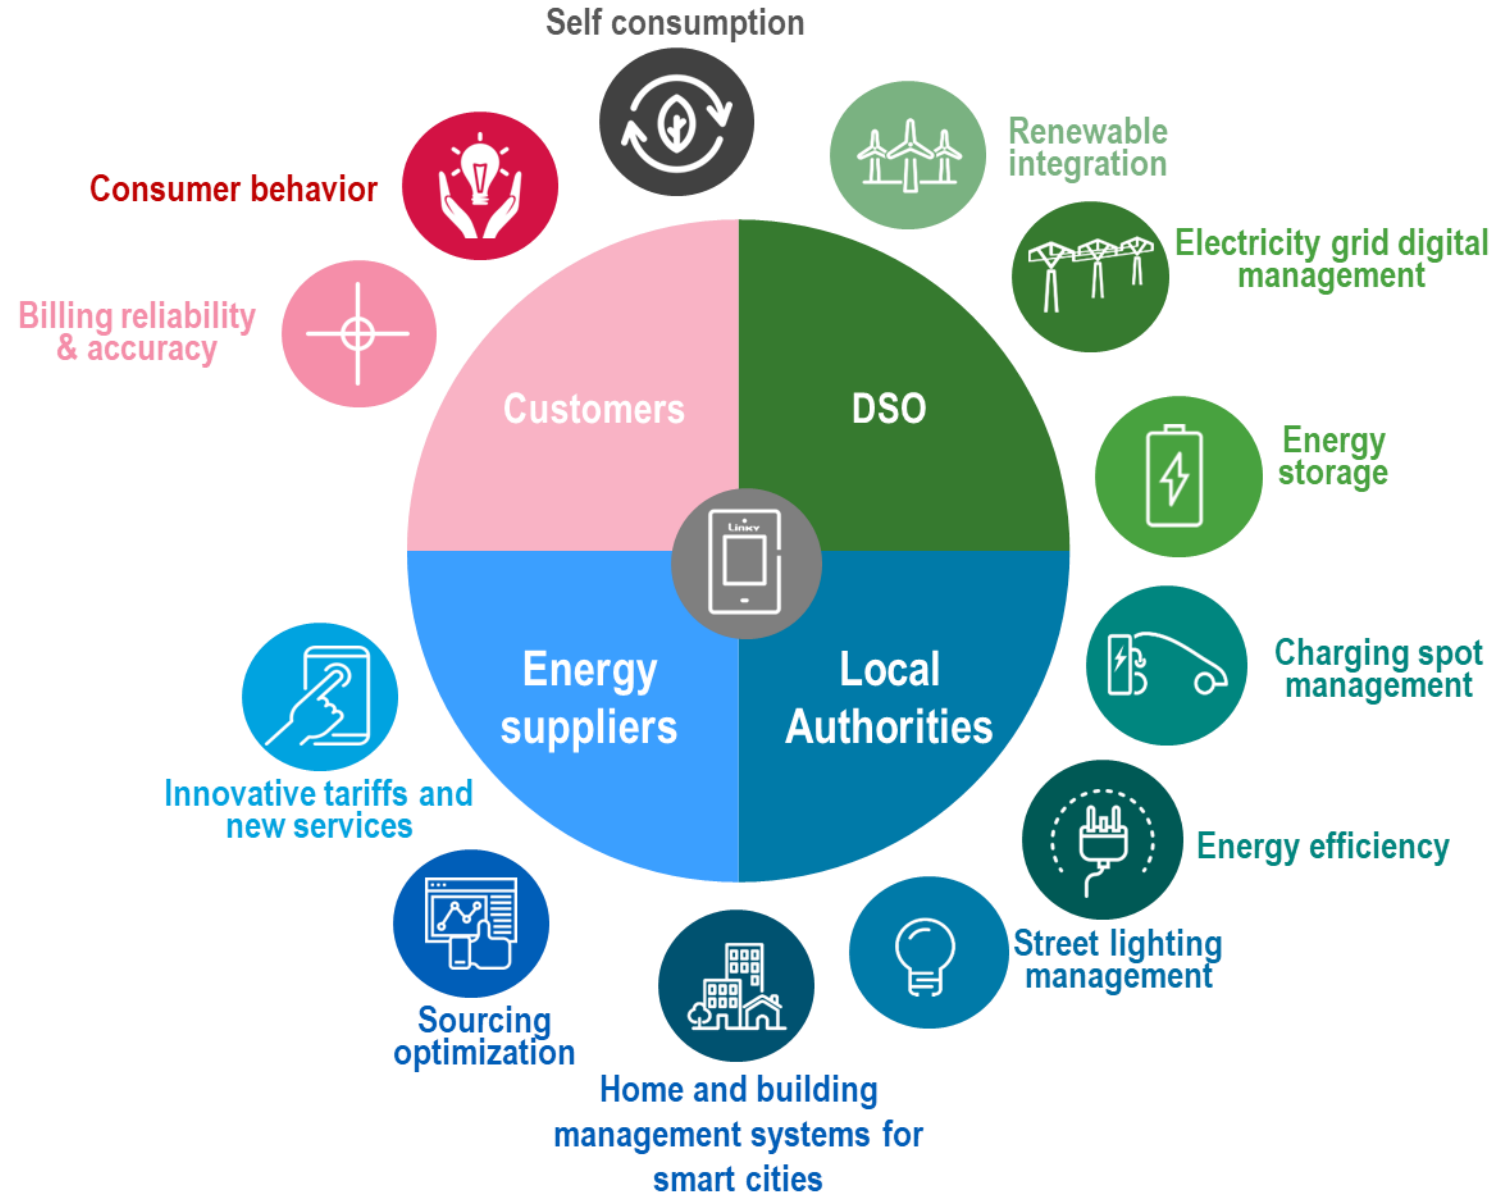 Self consumption
Renewable
integration
Consumer behavior
Electricity grid digital
management
Billing reliability
& accuracy
Customers
DSO
Energy
storage
Linky
Energy
suppliers
Local
Authorities
Charging spot
management
Innovative tariffs and
new services
Energy efficiency
Street lighting
management
Sourcing
optimization
Home and building
management systems for
smart cities